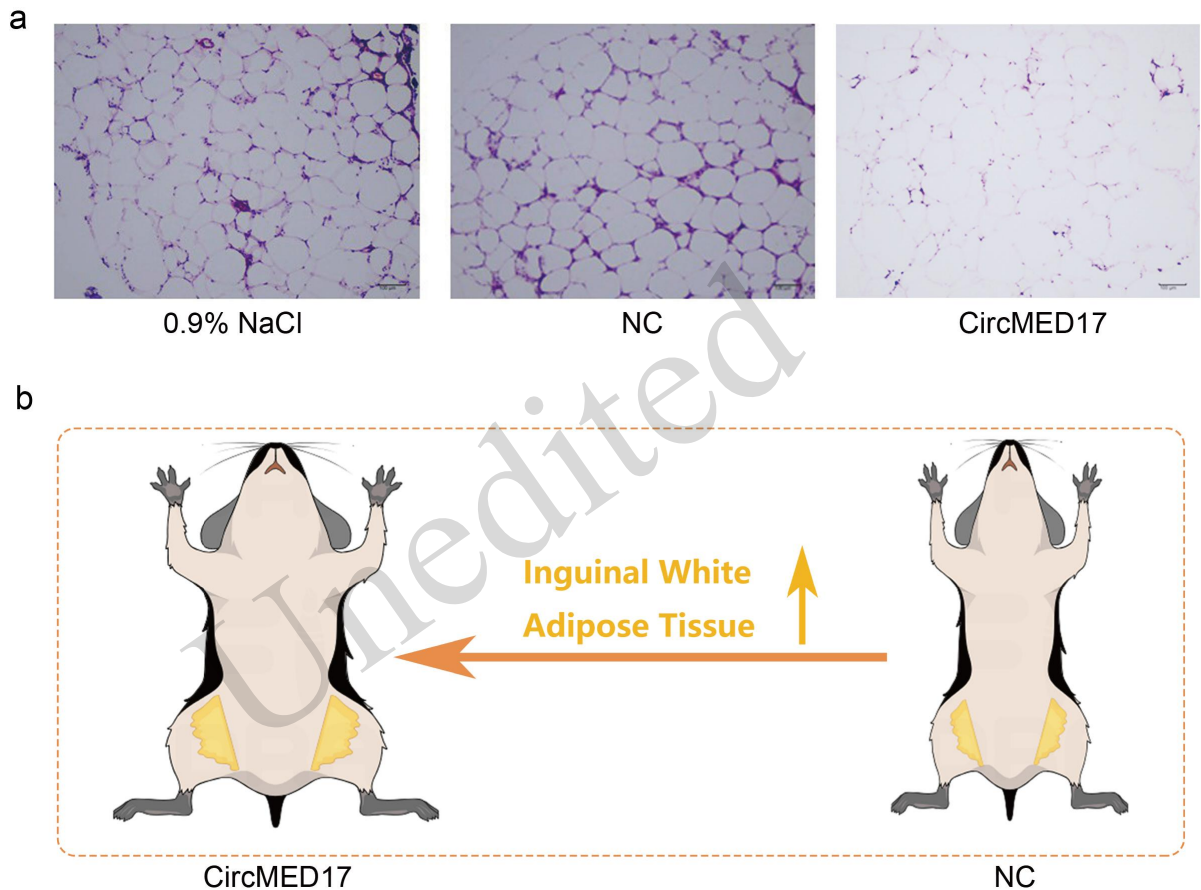 a
0.9% NaCl
NC
CircMED17
b
Unedited
Inguinal White
Adipose Tissue
CircMED17
NC